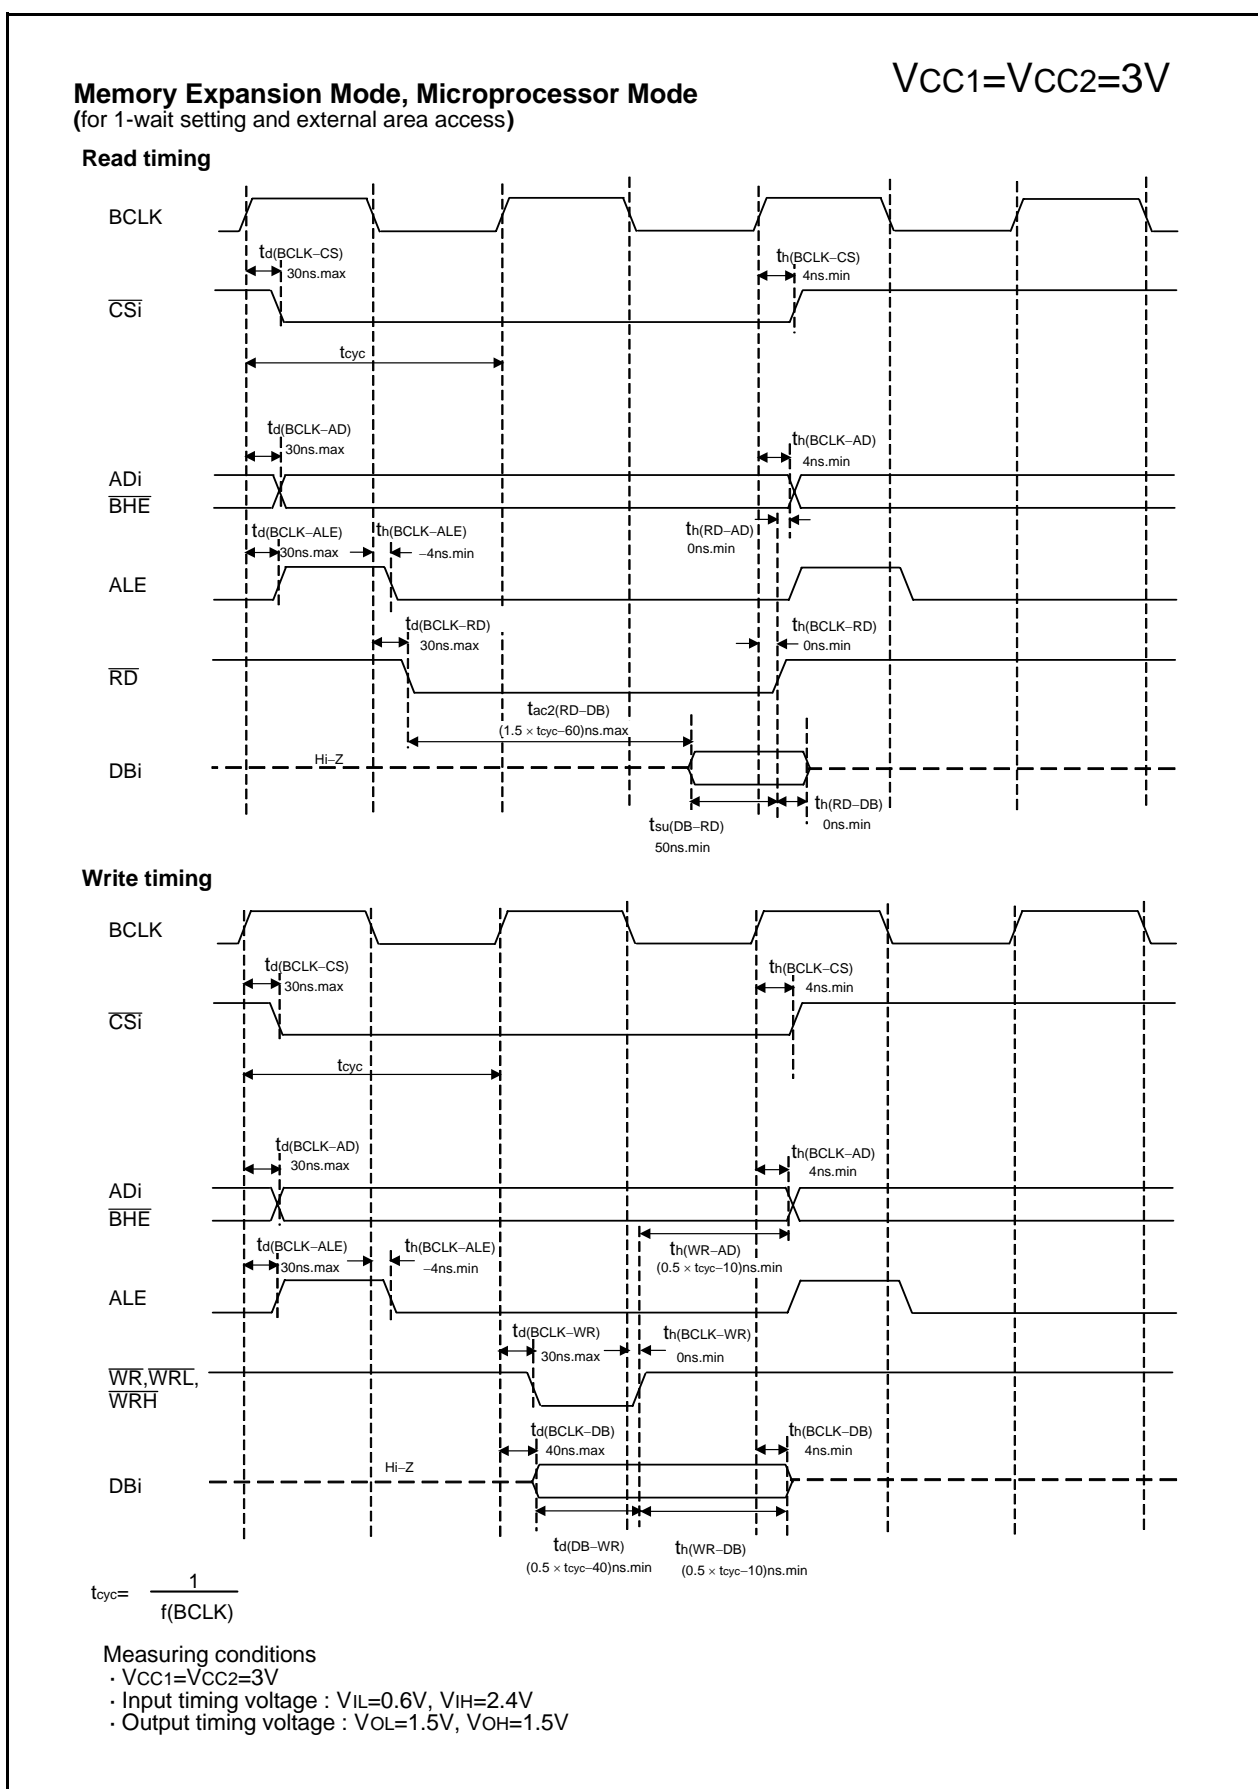 VCC1=VCC2=3V
Memory Expansion Mode, Microprocessor Mode
(for 1-wait setting and external area access)
Read timing
BCLK
td(BCLK−CS)
30ns.max
th(BCLK−CS)
4ns.min
CSi
tcyc
td(BCLK−AD)
30ns.max
th(BCLK−AD)
4ns.min
ADi
BHE
td(BCLK−ALE)
30ns.max
th(BCLK−ALE)
−4ns.min
th(RD−AD)
0ns.min
ALE
td(BCLK−RD)
30ns.max
th(BCLK−RD)
0ns.min
RD
tac2(RD−DB)
(1.5 × tcyc−60)ns.max
Hi−Z
DBi
tsu(DB−RD)
50ns.min
th(RD−DB)
0ns.min
Write timing
BCLK
td(BCLK−CS)
30ns.max
th(BCLK−CS)
4ns.min
CSi
tcyc
td(BCLK−AD)
30ns.max
th(BCLK−AD)
4ns.min
ADi
BHE
td(BCLK−ALE)
30ns.max
th(BCLK−ALE)
−4ns.min
th(WR−AD)
(0.5 × tcyc−10)ns.min
ALE
td(BCLK−WR)
30ns.max
th(BCLK−WR)
0ns.min
WR,WRL,
WRH
td(BCLK−DB)
40ns.max
th(BCLK−DB)
4ns.min
Hi−Z
DBi
td(DB−WR)
(0.5 × tcyc−40)ns.min
th(WR−DB)
(0.5 × tcyc−10)ns.min
tcyc= 1
f(BCLK)
Measuring conditions
· VCC1=VCC2=3V
· Input timing voltage : VIL=0.6V, VIH=2.4V
· Output timing voltage : VOL=1.5V, VOH=1.5V